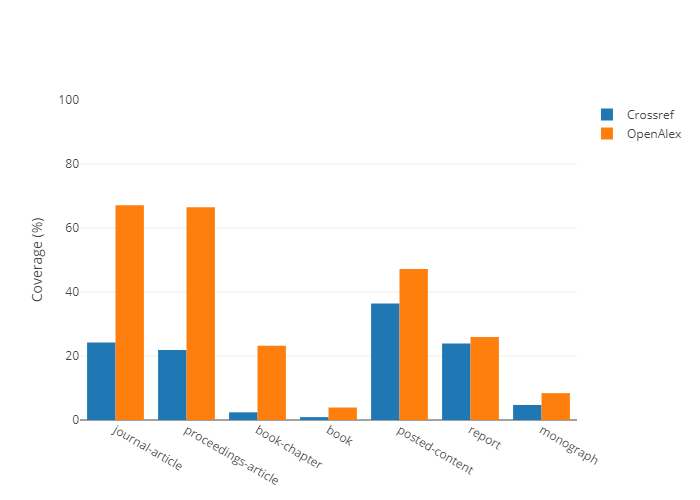 100
80
60
40
20
0
Coverage (%)
journal-article
proceedings-article
book-chapter
book
posted-content
report
monograph
Crossref
OpenAlex